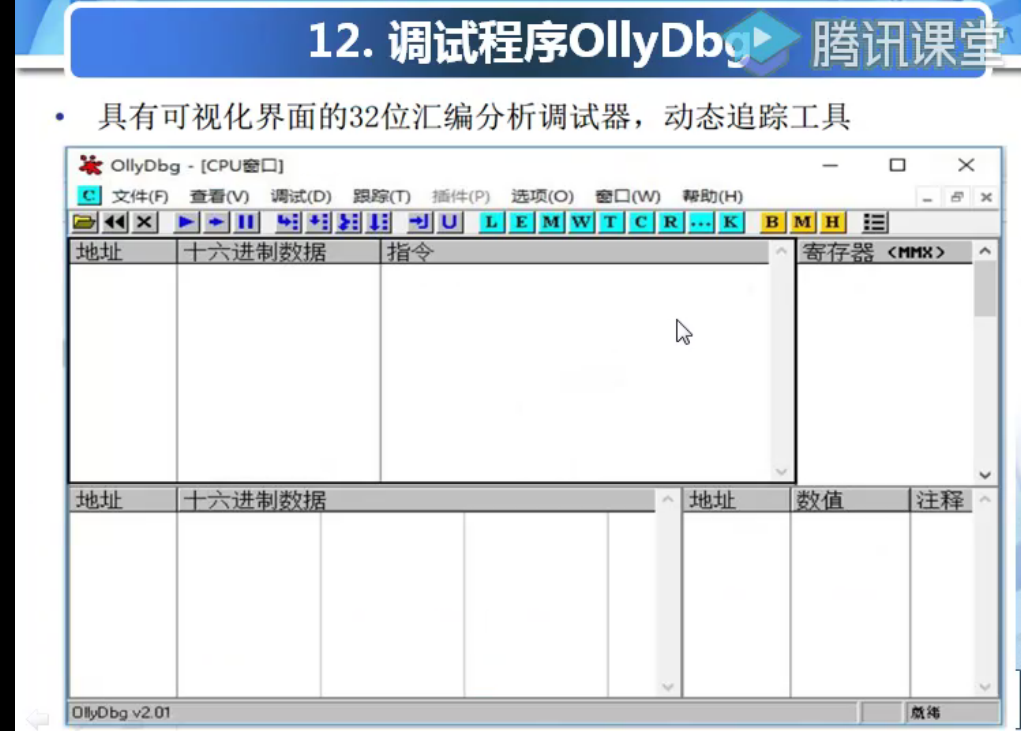 12. 调试程序OllyDbg
腾讯课堂
• 具有可视化界面的32位汇编分析调试器，动态追踪工具
OllyDbg - [CPU窗口]
C 文件(F) 查看(V) 调试(D) 跟踪(T) 插件(P) 选项(O) 窗口(W) 帮助(H)
U L E M W T C R ... K B M H
地址 十六进制数据 指令 寄存器 <MMX>
地址 十六进制数据 地址 数值 注释
OllyDbg v2.01 就绪